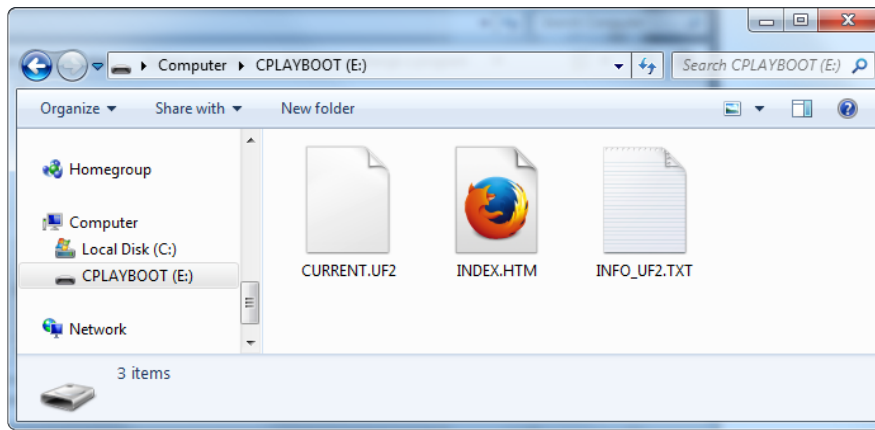 Computer CPLAYBOOT (E:)
Search CPLAYBOOT (E:)
Organize Share with New folder
Homegroup
Computer
Local Disk (C:)
CPLAYBOOT (E:)
Network
CURRENT.UF2 INDEX.HTM INFO_UF2.TXT
3 items